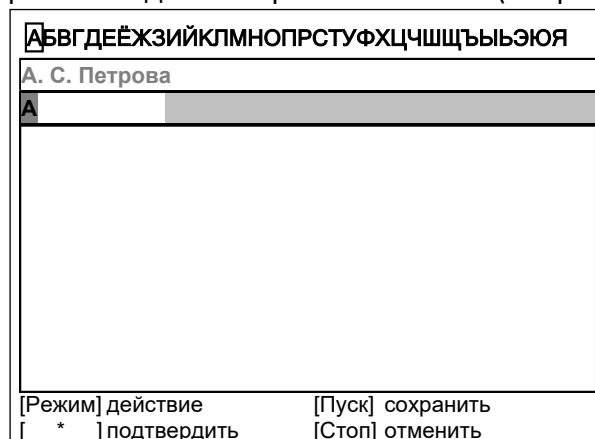 АБВГДЕЁЖЗИЙКЛМНОПРСТУФХЦЧШЩЪЫЬЭЮЯ
А. С. Петрова
А
[Режим] действие [Пуск] сохранить
[ * ] подтвердить [Стоп] отменить